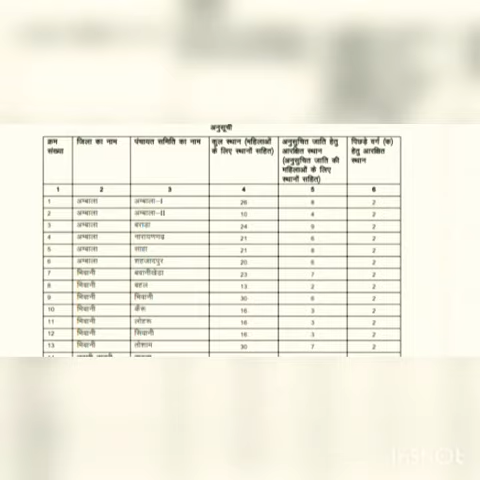 अनुसूची
क्रम संख्या | जिला का नाम | पंचायत समिति का नाम | कुल स्थान (महिलाओं के लिए स्थानों सहित) | अनुसूचित जाति हेतु आरक्षित स्थान (अनुसूचित जाति की महिलाओं के लिए स्थानों सहित) | पिछड़े वर्ग (क) हेतु आरक्षित स्थान
1 | 2 | 3 | 4 | 5 | 6
1 | अम्बाला | अम्बाला-I | 26 | 8 | 2
2 | अम्बाला | अम्बाला-II | 10 | 4 | 2
3 | अम्बाला | बराड़ा | 24 | 9 | 2
4 | अम्बाला | नारायणगढ़ | 21 | 6 | 2
5 | अम्बाला | साहा | 21 | 8 | 2
6 | अम्बाला | शहजादपुर | 20 | 6 | 2
7 | भिवानी | बवानीखेड़ा | 23 | 7 | 2
8 | भिवानी | बहल | 13 | 2 | 2
9 | भिवानी | भिवानी | 30 | 6 | 2
10 | भिवानी | कैरू | 16 | 3 | 2
11 | भिवानी | लोहारू | 16 | 3 | 2
12 | भिवानी | सिवानी | 16 | 3 | 2
13 | भिवानी | तोशाम | 30 | 7 | 2